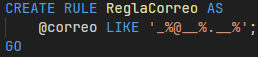 CREATE RULE ReglaCorreo AS
@correo LIKE '_%@__%.__%';
GO